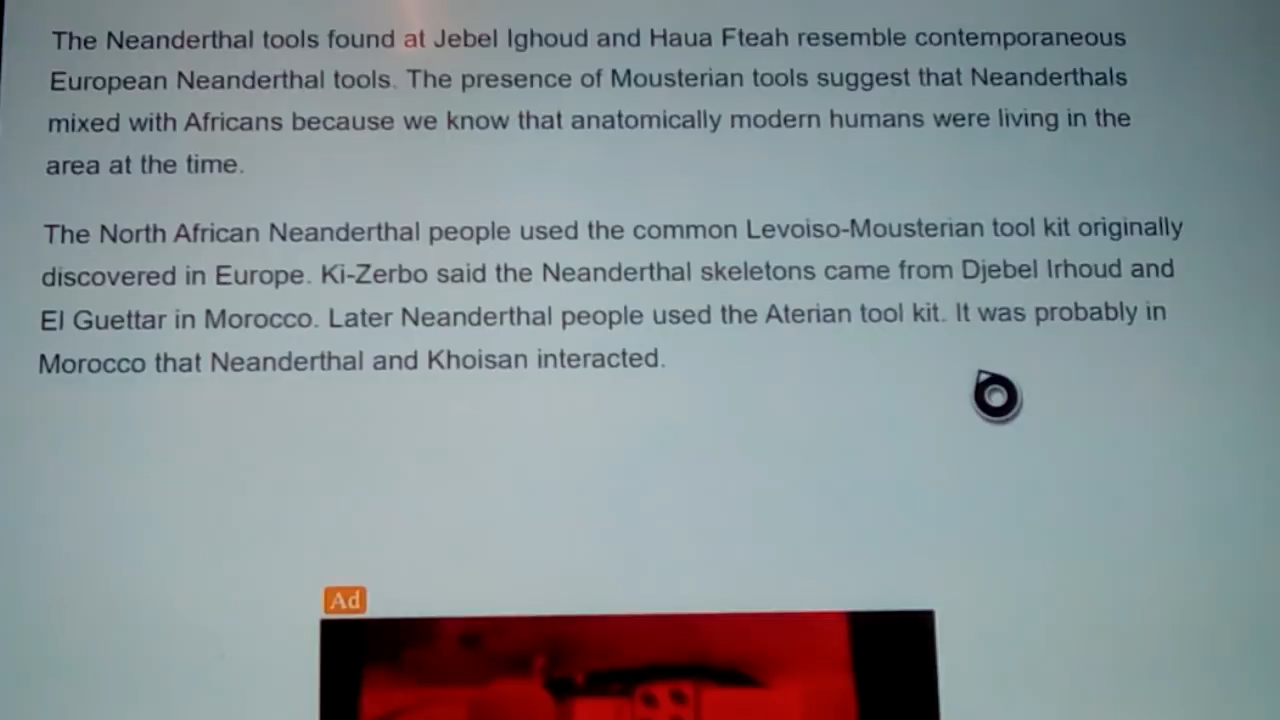 The Neanderthal tools found at Jebel Ighoud and Haua Fteah resemble contemporaneous
European Neanderthal tools. The presence of Mousterian tools suggest that Neanderthals
mixed with Africans because we know that anatomically modern humans were living in the
area at the time.
The North African Neanderthal people used the common Levoiso-Mousterian tool kit originally
discovered in Europe. Ki-Zerbo said the Neanderthal skeletons came from Djebel Irhoud and
El Guettar in Morocco. Later Neanderthal people used the Aterian tool kit. It was probably in
Morocco that Neanderthal and Khoisan interacted.
Ad